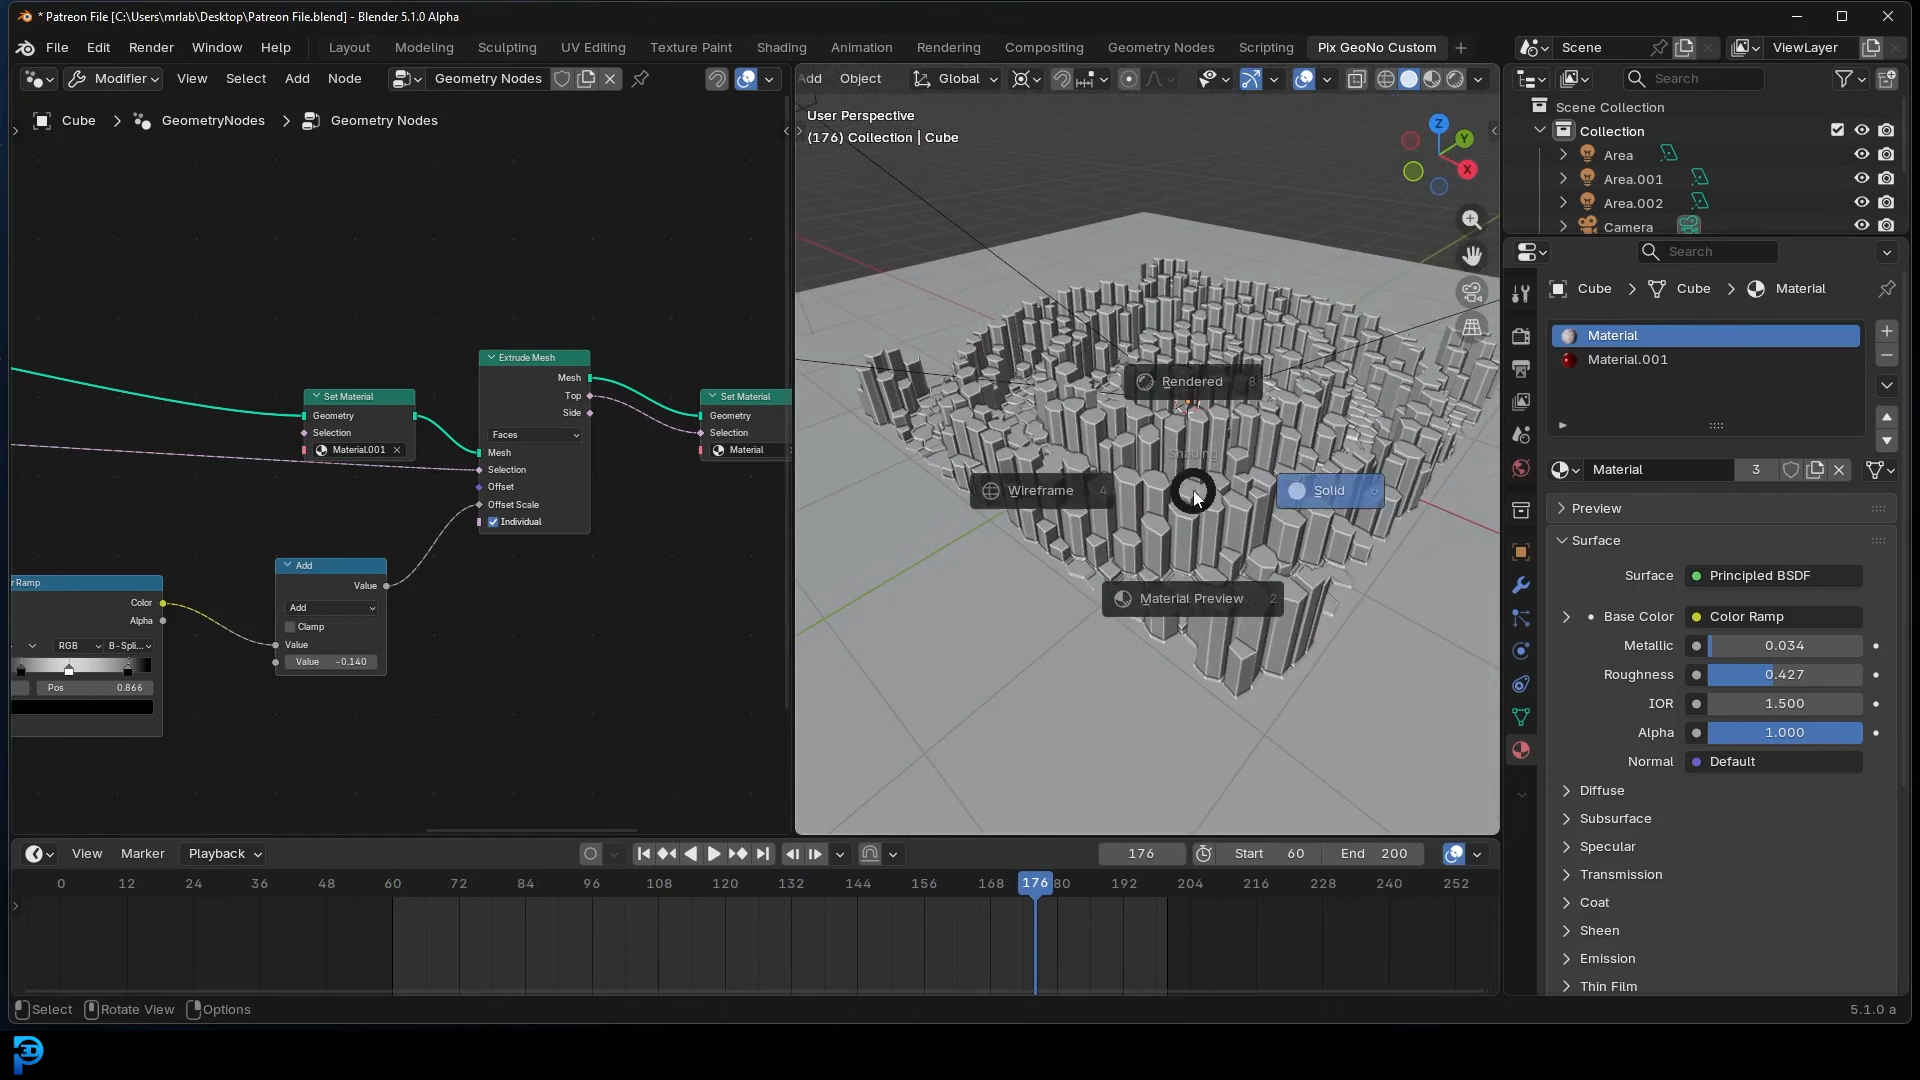 * Patreon File [C:\Users\mrlab\Desktop\Patreon File.blend] - Blender 5.1.0 Alpha
File Edit Render Window Help Layout Modeling Sculpting UV Editing Texture Paint Shading Animation Rendering Compositing Geometry Nodes Scripting Pix GeoNo Custom + Scene ViewLayer
Modifier View Select Add Node Geometry Nodes
Add Object Global
Search
Cube > GeometryNodes > Geometry Nodes
User Perspective
(176) Collection | Cube
Z
Y
X
Scene Collection
Collection
Area
Area.001
Area.002
Camera
Search
Cube > Cube > Material
Material
Material.001
Material 3
Preview
Surface
Surface Principled BSDF
Base Color Color Ramp
Metallic 0.034
Roughness 0.427
IOR 1.500
Alpha 1.000
Normal Default
Diffuse
Subsurface
Specular
Transmission
Coat
Sheen
Emission
Thin Film
Set Material
Geometry
Selection
Material.001
Extrude Mesh
Mesh
Top
Side
Faces
Mesh
Selection
Offset
Offset Scale
Individual
Set Material
Geometry
Selection
Material
r Ramp
Color
Alpha
RGB B-Spli...
Pos 0.866
Add
Value
Add
Clamp
Value
Value -0.140
Rendered 8
Shading
Wireframe 4
Solid 6
Material Preview 2
View Marker Playback 176 Start 60 End 200
0 12 24 36 48 60 72 84 96 108 120 132 144 156 168 176 80 192 204 216 228 240 252
Select Rotate View Options 5.1.0 a
3D